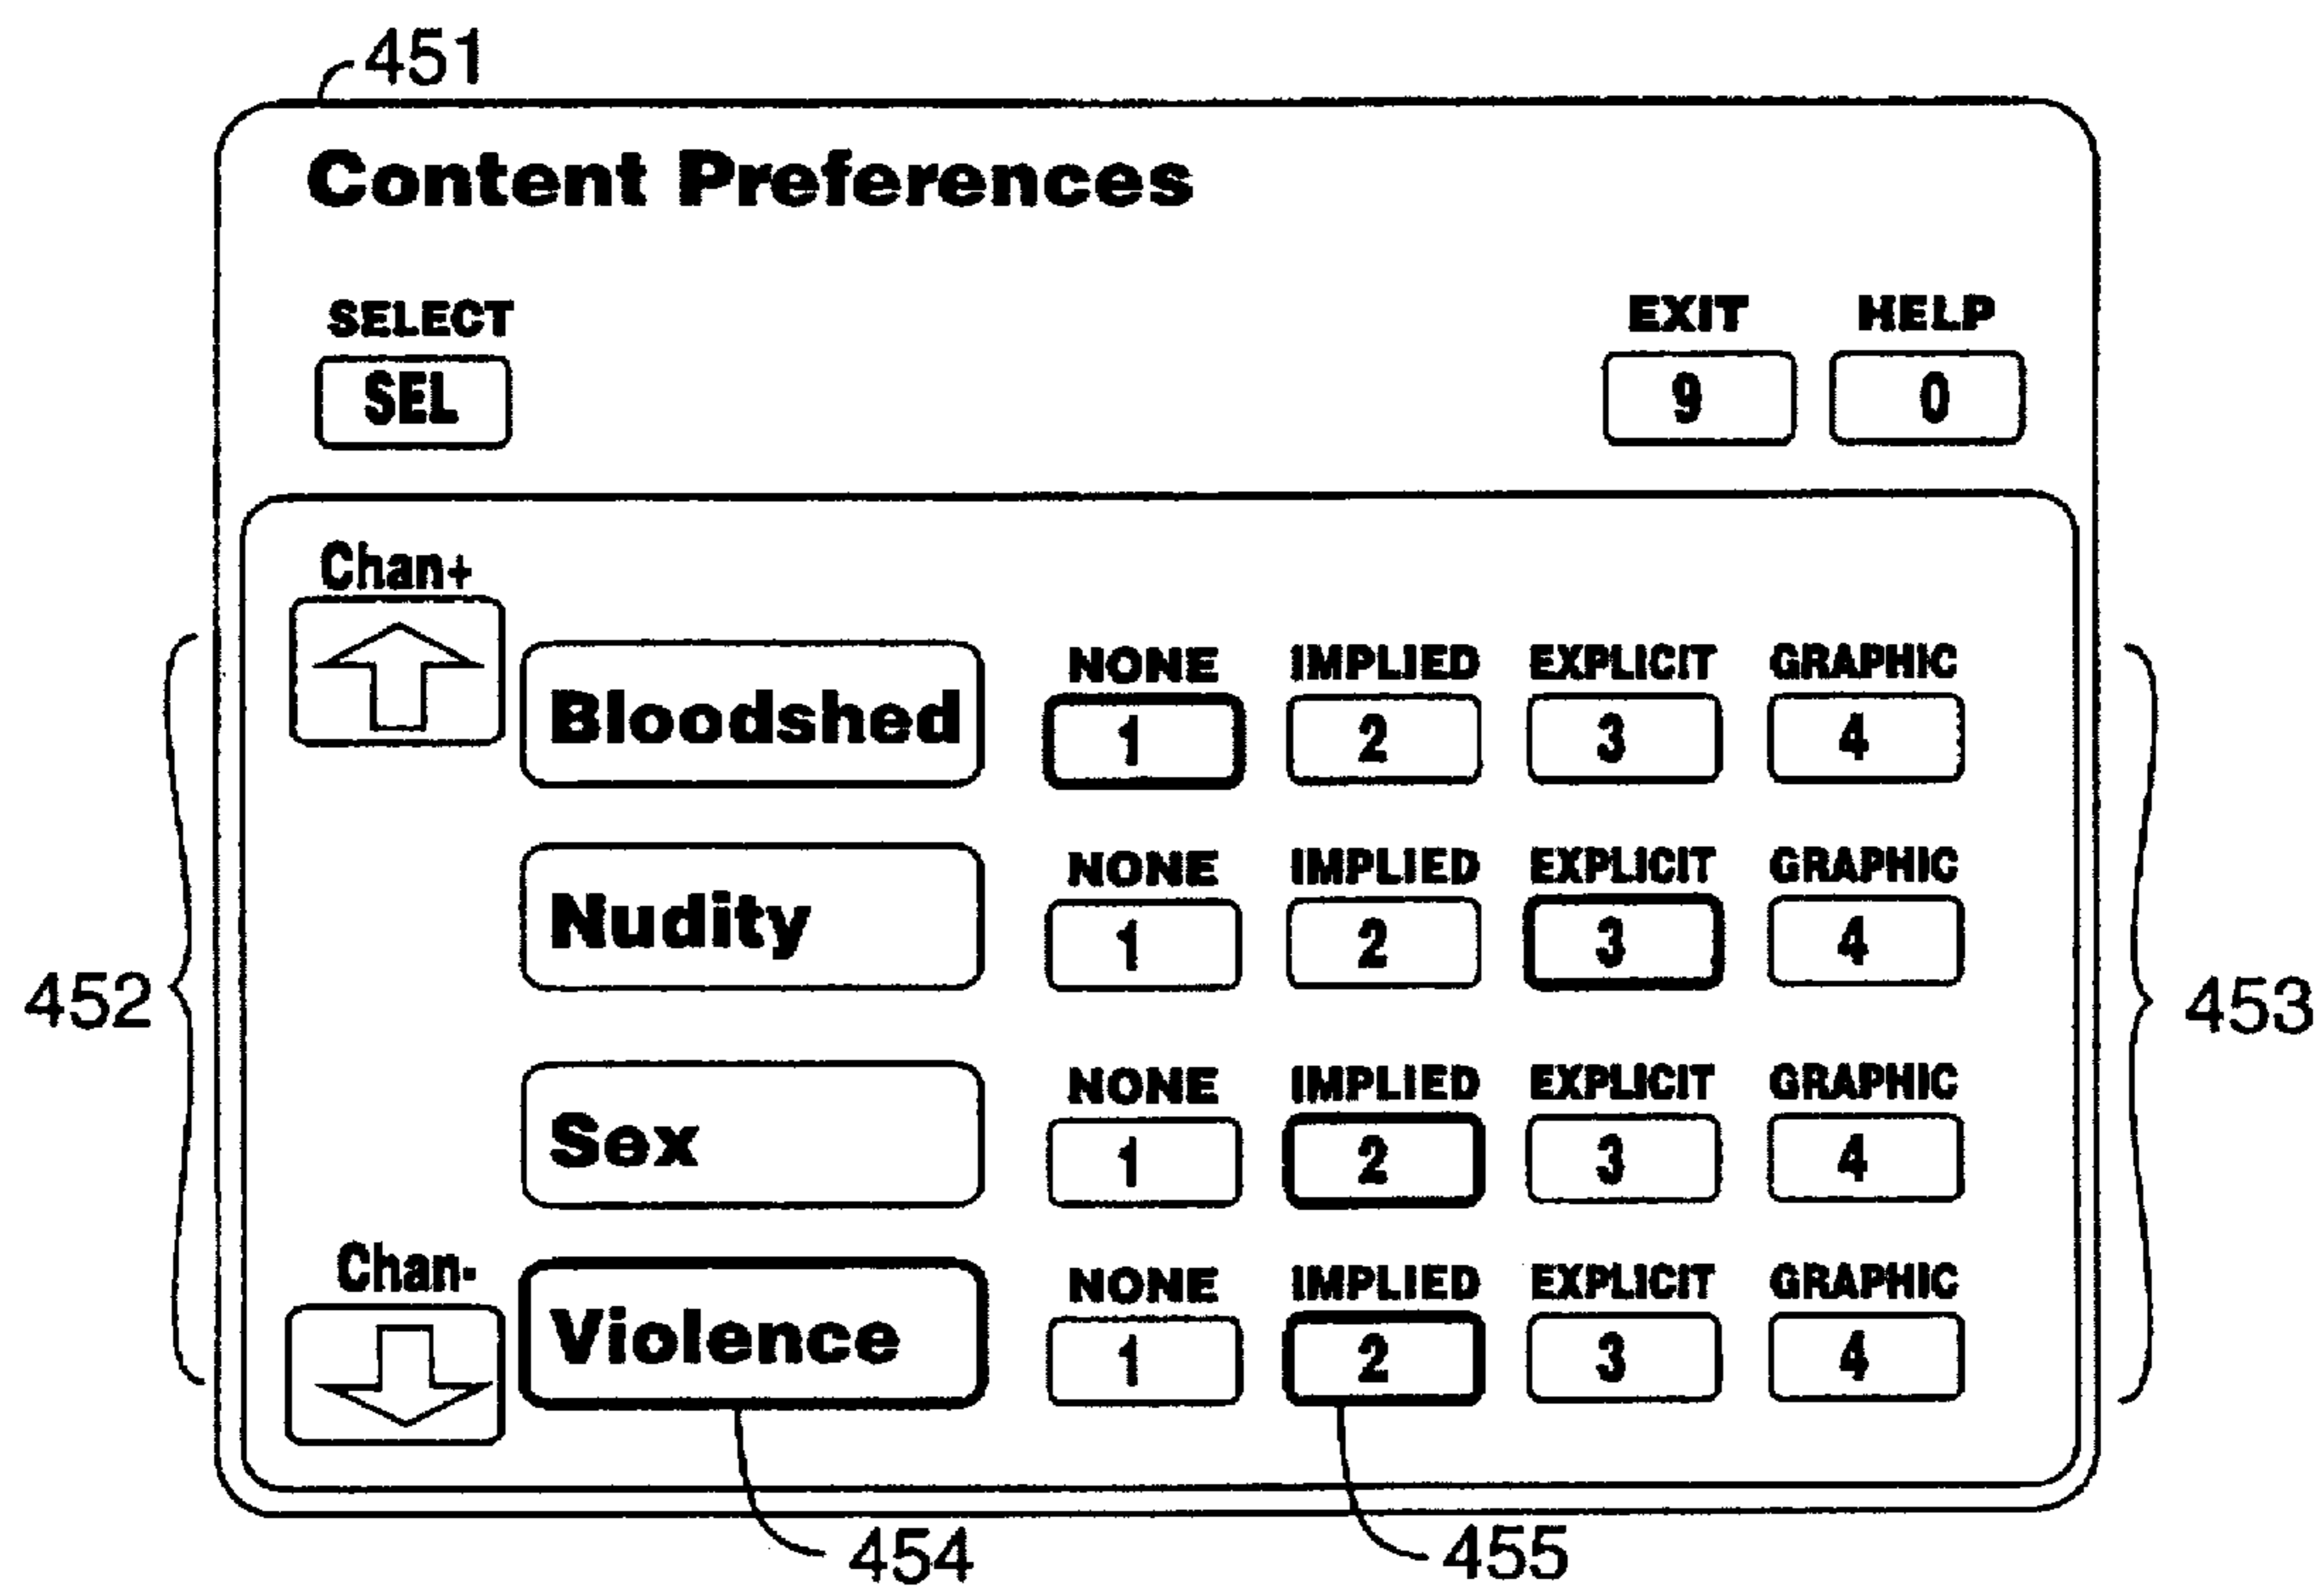 451
Content Preferences
SELECT EXIT HELP
SEL 9 0
Chan+
NONE IMPLIED EXPLICIT GRAPHIC
Bloodshed 1 2 3 4
NONE IMPLIED EXPLICIT GRAPHIC
Nudity 1 2 3 4
452 453
NONE IMPLIED EXPLICIT GRAPHIC
Sex 1 2 3 4
Chan-
NONE IMPLIED EXPLICIT GRAPHIC
Violence 1 2 3 4
454 455